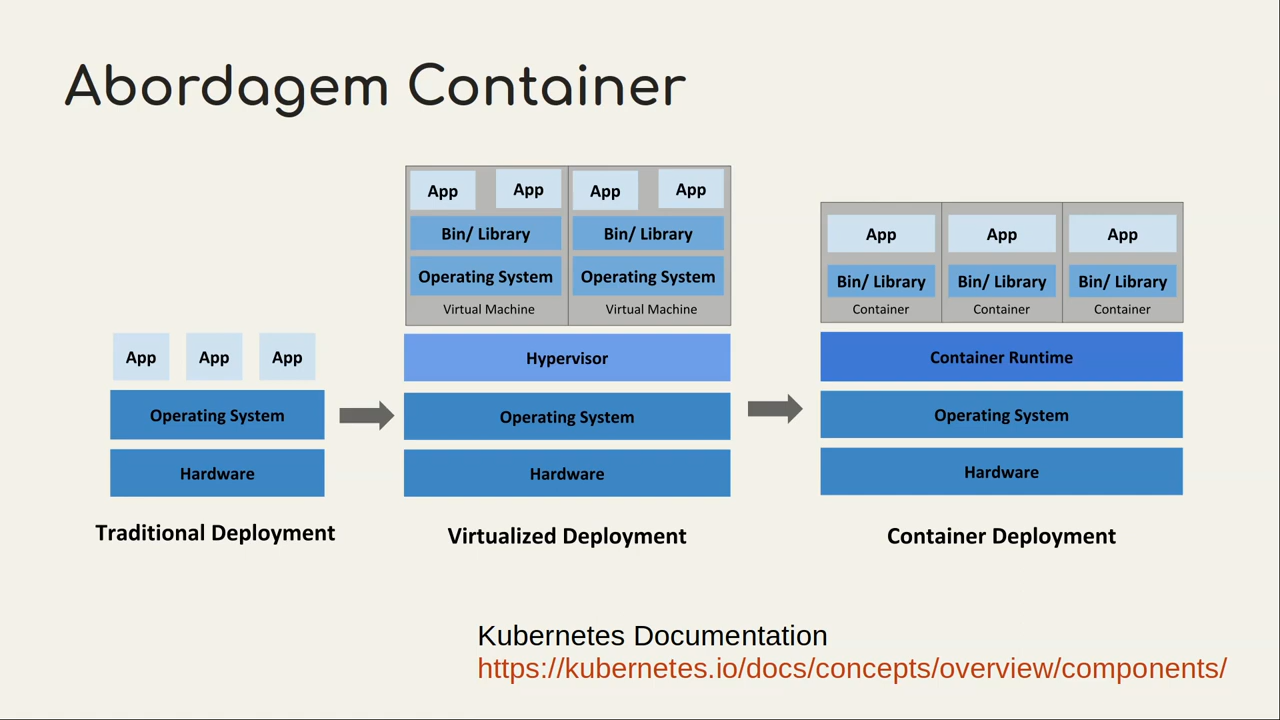 Abordagem Container
App App App
Operating System
Hardware
Traditional Deployment
App App App App
Bin/ Library Bin/ Library
Operating System Operating System
Virtual Machine Virtual Machine
Hypervisor
Operating System
Hardware
Virtualized Deployment
App App App
Bin/ Library Bin/ Library Bin/ Library
Container Container Container
Container Runtime
Operating System
Hardware
Container Deployment
Kubernetes Documentation
https://kubernetes.io/docs/concepts/overview/components/